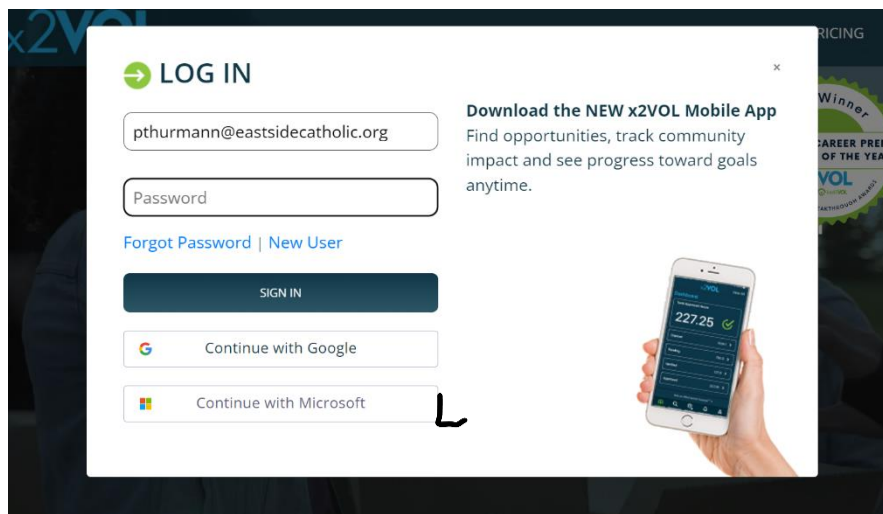 x2VO
RICING
LOG IN
×
pthurmann@eastsidecatholic.org
Password
Forgot Password | New User
SIGN IN
Continue with Google
Continue with Microsoft
L
Download the NEW x2VOL Mobile App
Find opportunities, track community
impact and see progress toward goals
anytime.
227.25
Winner
CAREER PREP
OF THE YEA
VOL